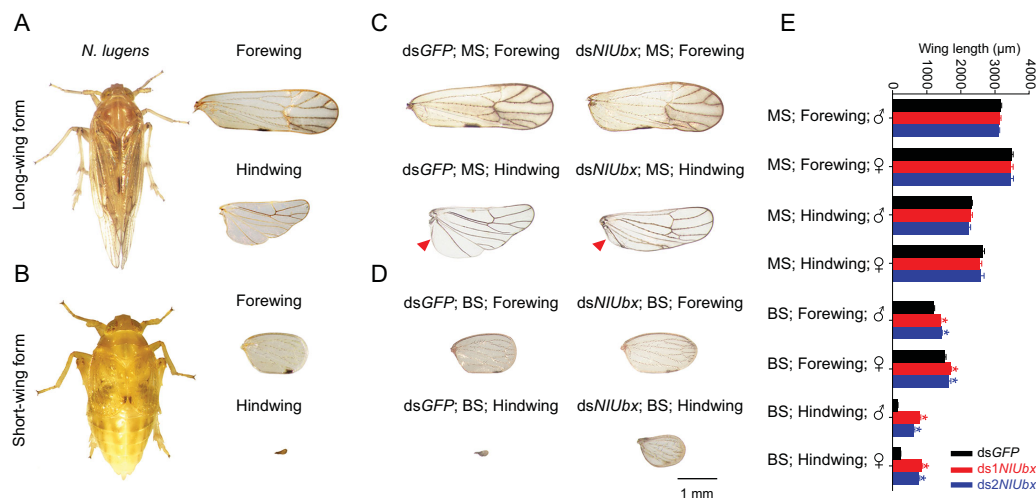 A
N. lugens
Long-wing form
Forewing
Hindwing
B
Short-wing form
Forewing
Hindwing
C
dsGFP; MS; Forewing
dsNlUbx; MS; Forewing
dsGFP; MS; Hindwing
dsNlUbx; MS; Hindwing
D
dsGFP; BS; Forewing
dsNlUbx; BS; Forewing
dsGFP; BS; Hindwing
dsNlUbx; BS; Hindwing
1 mm
E
Wing length (μm)
0 1000 2000 3000 4000
MS; Forewing; ♂
MS; Forewing; ♀
MS; Hindwing; ♂
MS; Hindwing; ♀
BS; Forewing; ♂
* *
BS; Forewing; ♀
* *
BS; Hindwing; ♂
* *
BS; Hindwing; ♀
* *
dsGFP
ds1NlUbx
ds2NlUbx